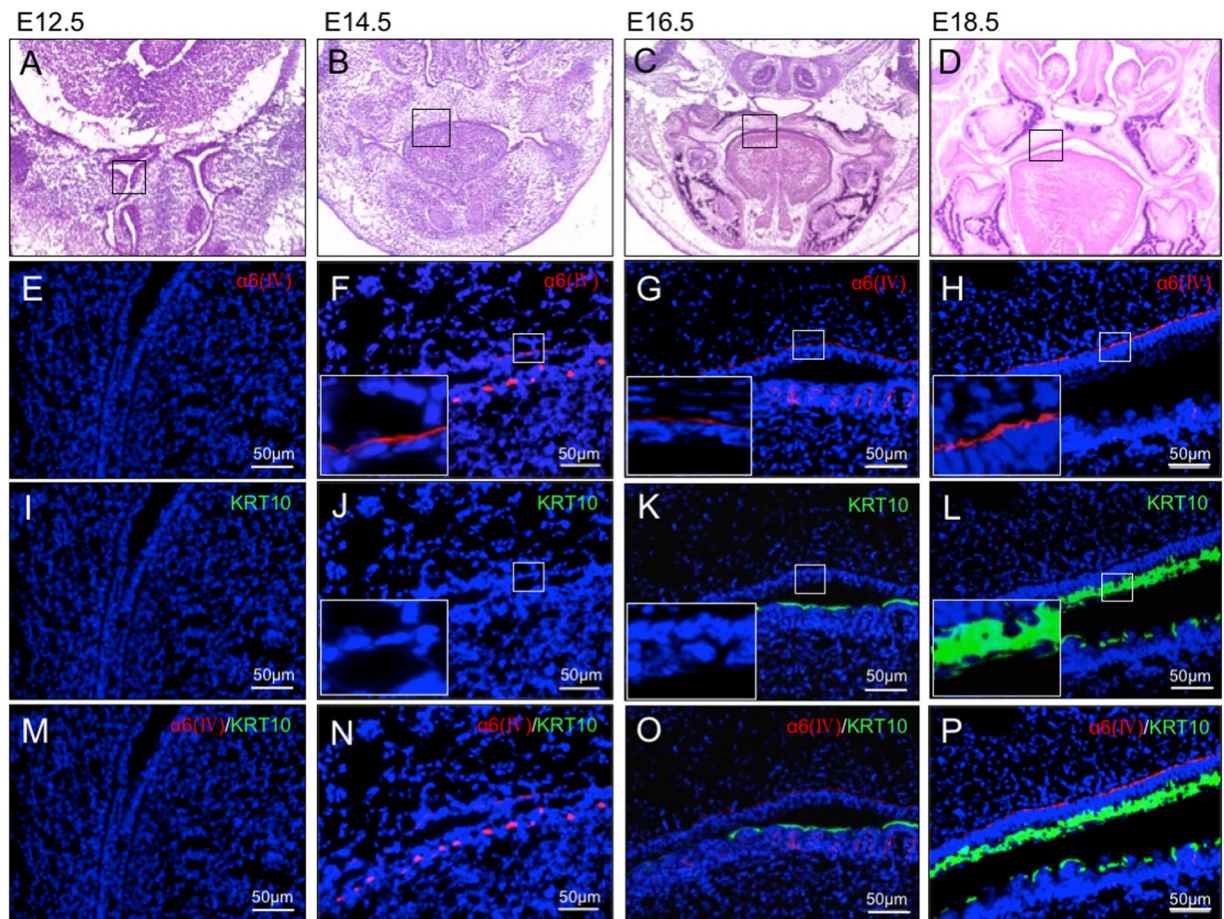 E12.5 E14.5 E16.5 E18.5
A B C D
E α6(IV) F α6(IV) G α6(IV) H α6(IV)
50μm 50μm 50μm 50μm
I KRT10 J KRT10 K KRT10 L KRT10
50μm 50μm 50μm 50μm
M α6(IV)/KRT10 N α6(IV)/KRT10 O α6(IV)/KRT10 P α6(IV)/KRT10
50μm 50μm 50μm 50μm